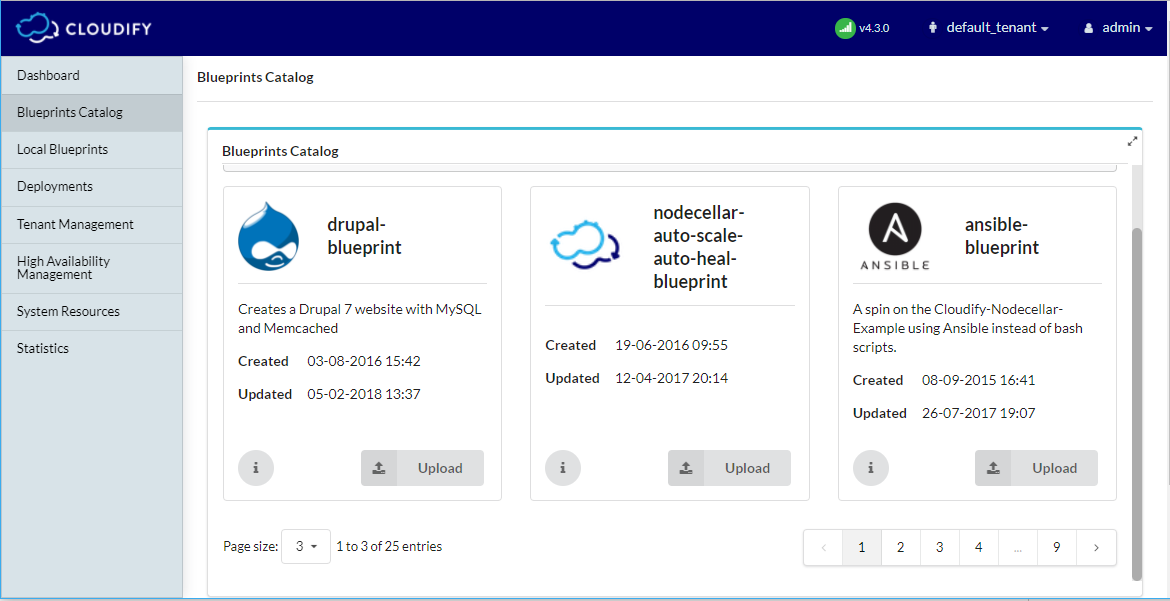 CLOUDIFY
v4.3.0
default_tenant
admin
Dashboard
Blueprints Catalog
Local Blueprints
Deployments
Tenant Management
High Availability
Management
System Resources
Statistics
Blueprints Catalog
Blueprints Catalog
drupal-
blueprint
Creates a Drupal 7 website with MySQL
and Memcached
Created 03-08-2016 15:42
Updated 05-02-2018 13:37
i Upload
nodecellar-
auto-scale-
auto-heal-
blueprint
Created 19-06-2016 09:55
Updated 12-04-2017 20:14
i Upload
A
ANSIBLE
ansible-
blueprint
A spin on the Cloudify-Nodecellar-
Example using Ansible instead of bash
scripts.
Created 08-09-2015 16:41
Updated 26-07-2017 19:07
i Upload
Page size: 3 1 to 3 of 25 entries
‹ 1 2 3 4 ... 9 ›